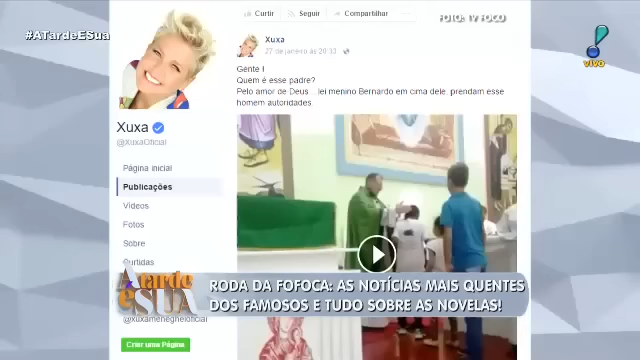 #ATardeESua
Curtir
Seguir
Compartilhar
FOTO: TV FOCO
vivo
Xuxa
27 de janeiro às 20:33
Gente !
Quem é esse padre?
Pelo amor de Deus... lei menino Bernardo em cima dele, prendam esse
homem autoridades.
Xuxa
@XuxaOficial
Página inicial
Publicações
Vídeos
Fotos
Sobre
Curtidas
@xuxamenegheloficial
Criar uma Página
A tarde
é SUA
RODA DA FOFOCA: AS NOTÍCIAS MAIS QUENTES
DOS FAMOSOS E TUDO SOBRE AS NOVELAS!